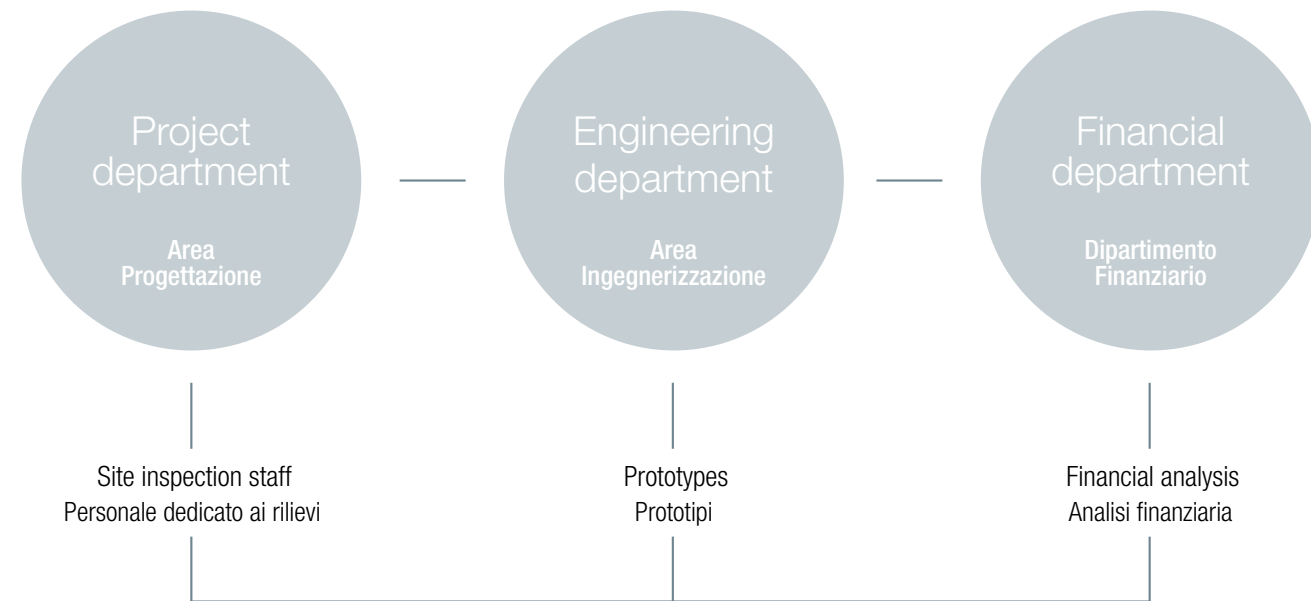 Project
department
Area
Progettazione
Engineering
department
Area
Ingegnerizzazione
Financial
department
Dipartimento
Finanziario
Site inspection staff
Personale dedicato ai rilievi
Prototypes
Prototipi
Financial analysis
Analisi finanziaria